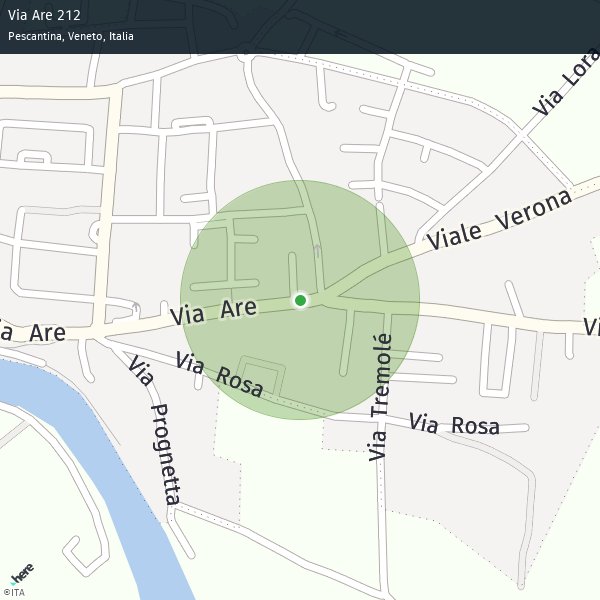 Via Are 212
Pescantina, Veneto, Italia
Via Lora
Viale Verona
Via Are
ia Are
Vi
Via Rosa
Via Tremolé
Via Prognetta
Via Rosa
here
©ITA